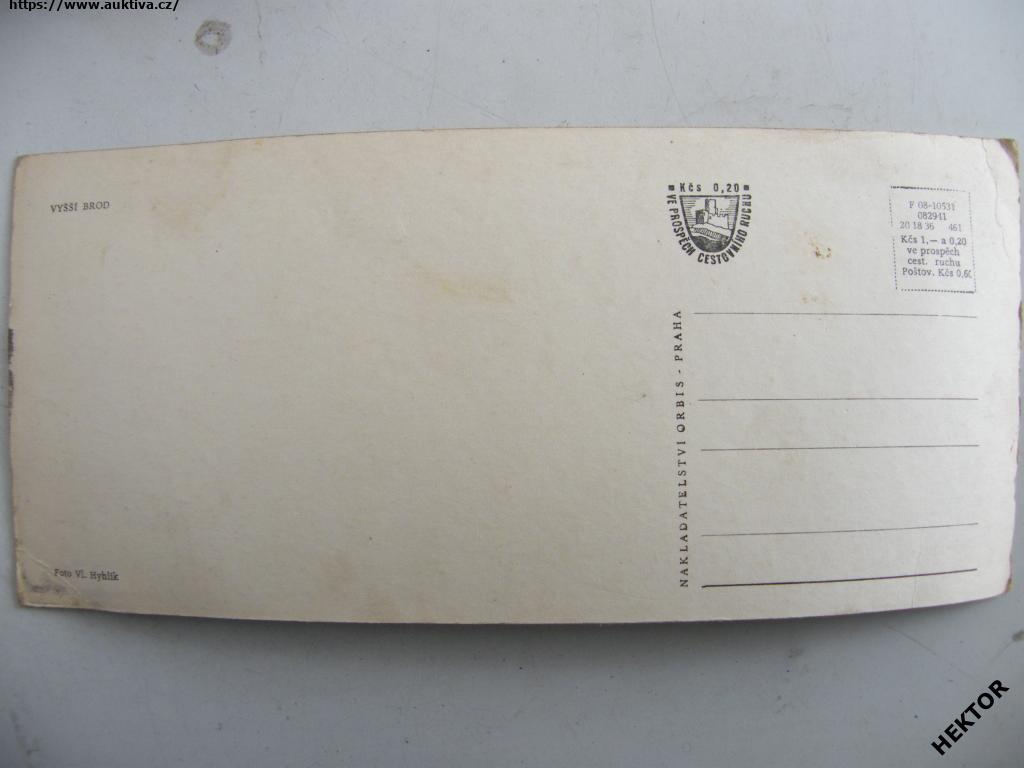 https://www.auktiva.cz/
VYŠŠÍ BROD
Kčs 0,20
VE PROSPĚCH CESTOVNÍHO RUCHU
F 08-10531
082941
20 18 36 461
Kčs 1,— a 0,20
ve prospěch
cest. ruchu
Poštov. Kčs 0,60
NAKLADATELSTVÍ ORBIS - PRAHA
Foto Vl. Hyhlík
HEKTOR